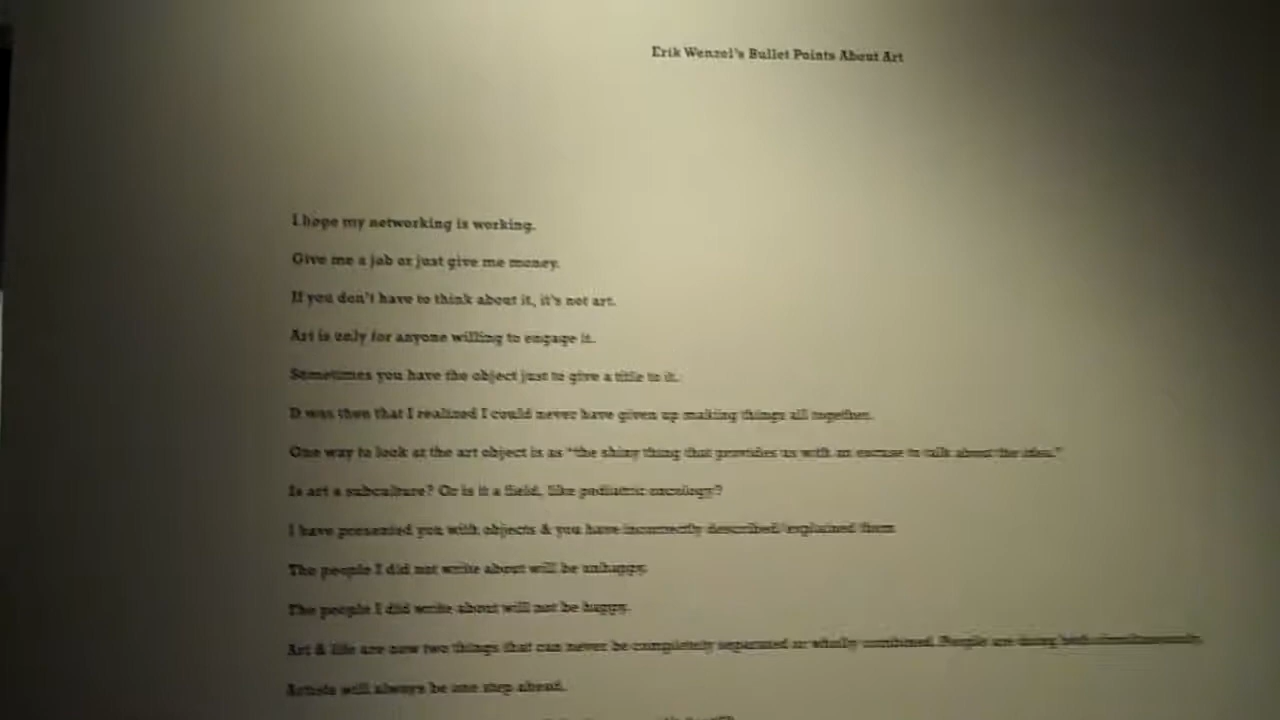 Erik Wenzel's Bullet Points About Art
I hope my networking is working.
Give me a job or just give me money.
If you don't have to think about it, it's not art.
Art is only for anyone willing to engage it.
Sometimes you have the object just to give a title to it.
It was then that I realized I could never have given up making things all together.
One way to look at the art object is as "the shiny thing that provides us with an excuse to talk about the idea."
Is art a subculture? Or is it a field, like pediatric oncology?
I have presented you with objects & you have incorrectly described/explained them
The people I did not write about will be unhappy.
The people I did write about will not be happy.
Art & life are now two things that can never be completely separated or wholly combined. People are doing both simultaneously.
Artists will always be one step ahead.